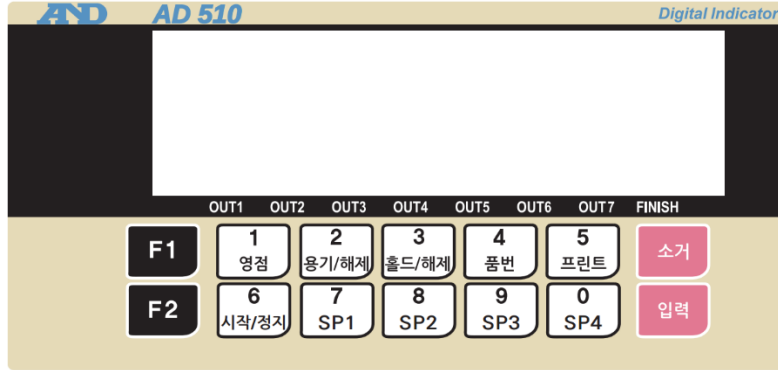 AND AD 510 Digital Indicator
OUT1 OUT2 OUT3 OUT4 OUT5 OUT6 OUT7 FINISH
F1 1 2 3 4 5 소거
영점 용기/해제 홀드/해제 품번 프린트
F2 6 7 8 9 0 입력
시작/정지 SP1 SP2 SP3 SP4